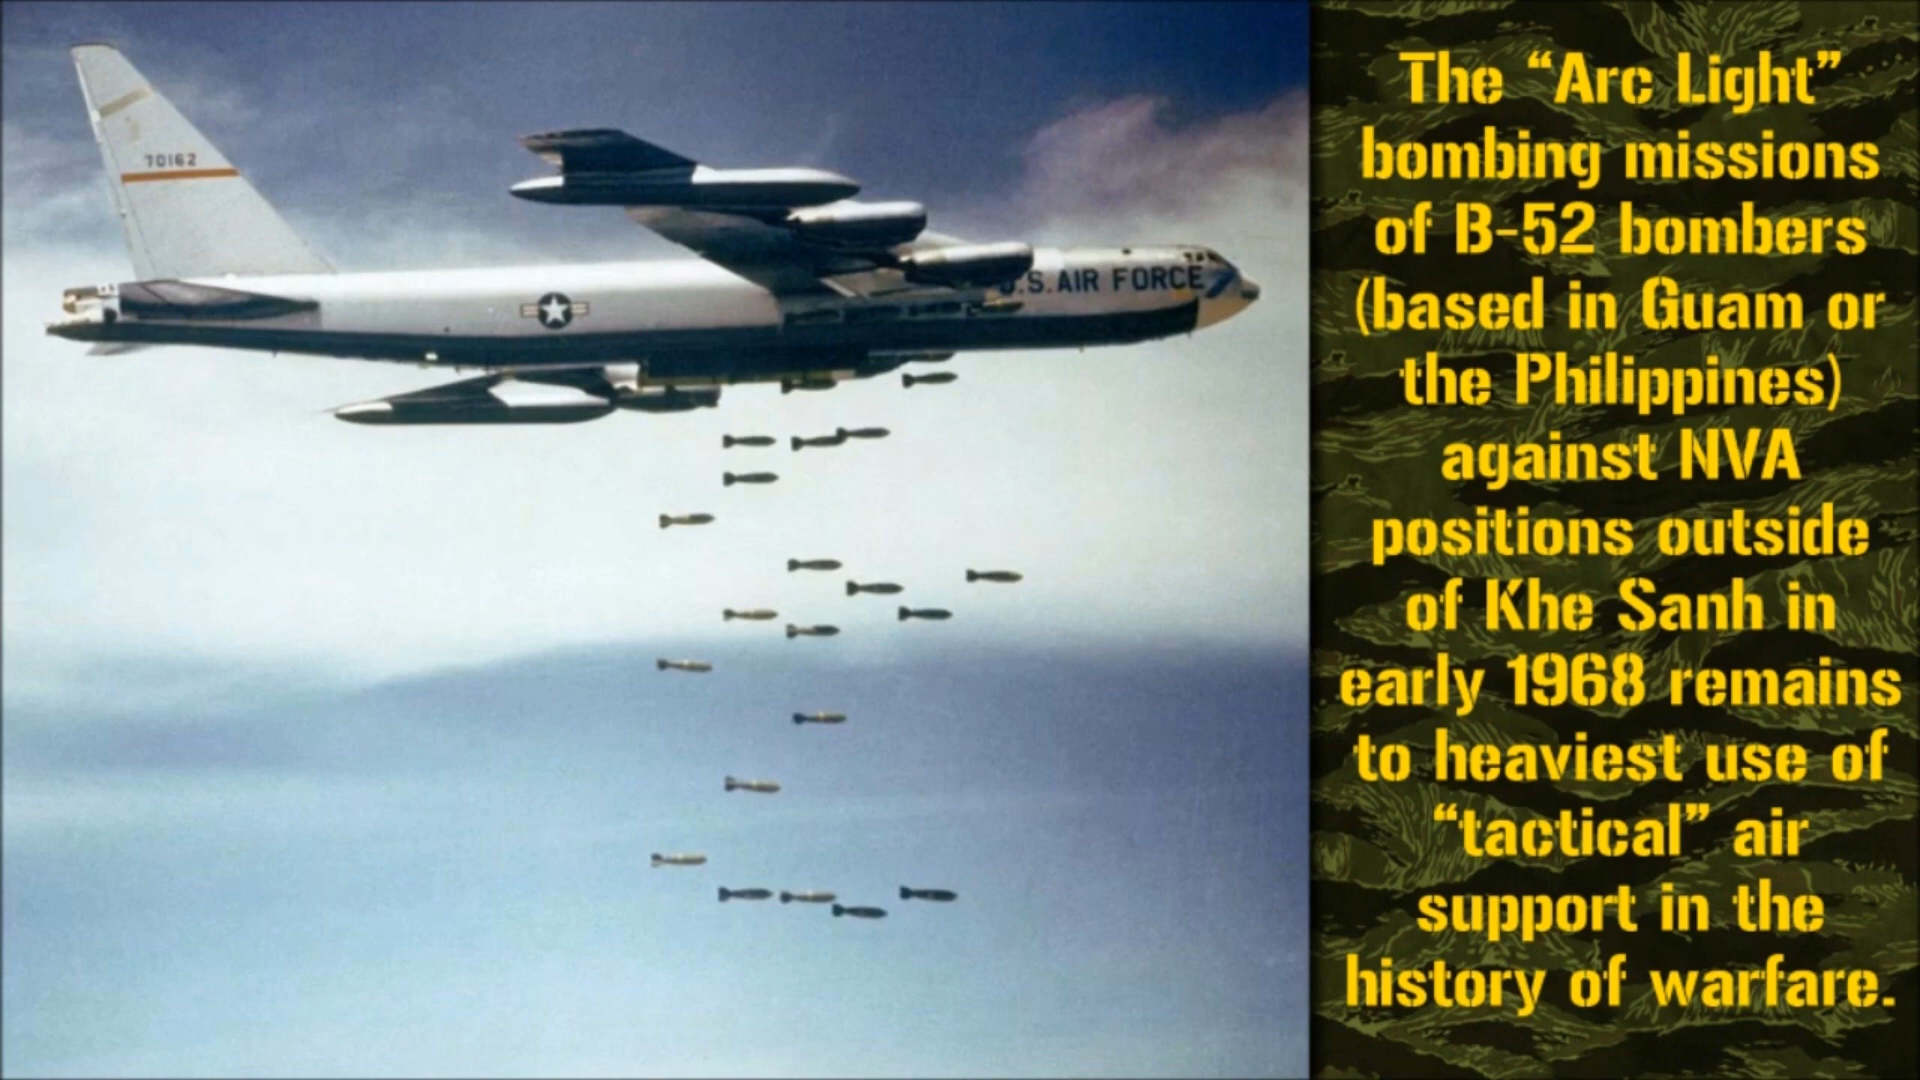 70162
U.S. AIR FORCE
The “Arc Light”
bombing missions
of B-52 bombers
(based in Guam or
the Philippines)
against NVA
positions outside
of Khe Sanh in
early 1968 remains
to heaviest use of
“tactical” air
support in the
history of warfare.